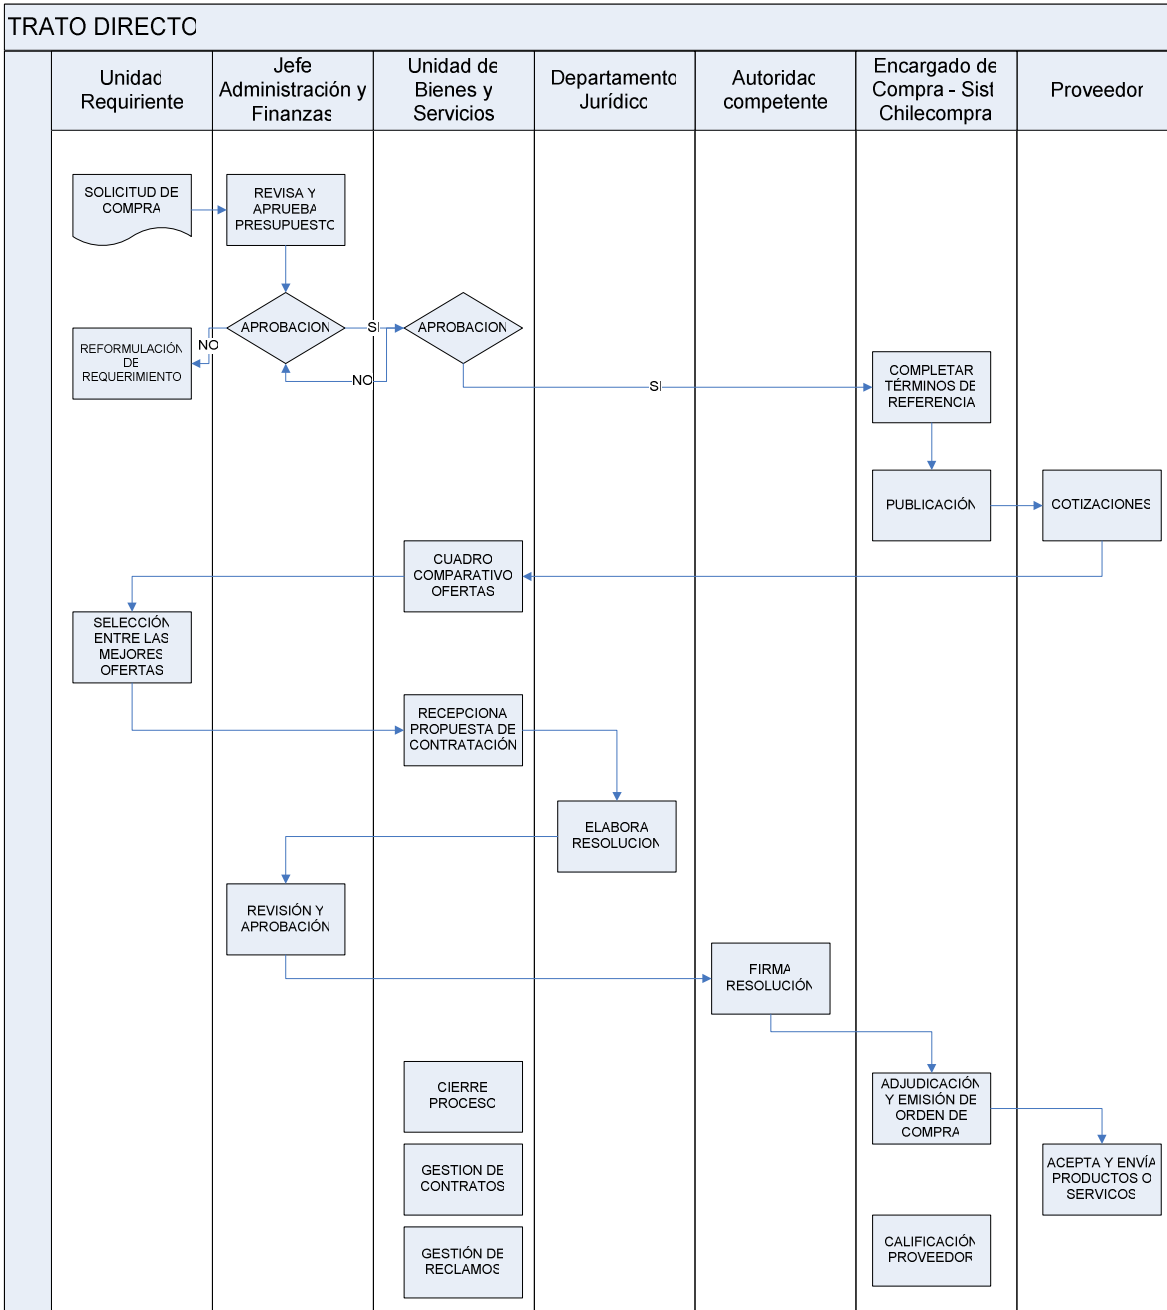 TRATO DIRECTO
Unidad
Requiriente
Jefe
Administración y
Finanzas
Unidad de
Bienes y
Servicios
Departamento
Jurídico
Autoridad
competente
Encargado de
Compra - Sist
Chilecompra
Proveedor
SOLICITUD DE
COMPRA
REVISA Y
APRUEBA
PRESUPUESTO
APROBACION
SI
APROBACION
NO
REFORMULACIÓN
DE
REQUERIMIENTO
NO
SI
COMPLETAR
TÉRMINOS DE
REFERENCIA
PUBLICACIÓN
COTIZACIONES
CUADRO
COMPARATIVO
OFERTAS
SELECCIÓN
ENTRE LAS
MEJORES
OFERTAS
RECEPCIONA
PROPUESTA DE
CONTRATACIÓN
ELABORA
RESOLUCION
REVISIÓN Y
APROBACIÓN
FIRMA
RESOLUCIÓN
CIERRE
PROCESO
ADJUDICACIÓN
Y EMISIÓN DE
ORDEN DE
COMPRA
GESTION DE
CONTRATOS
ACEPTA Y ENVÍA
PRODUCTOS O
SERVICOS
GESTIÓN DE
RECLAMOS
CALIFICACIÓN
PROVEEDOR